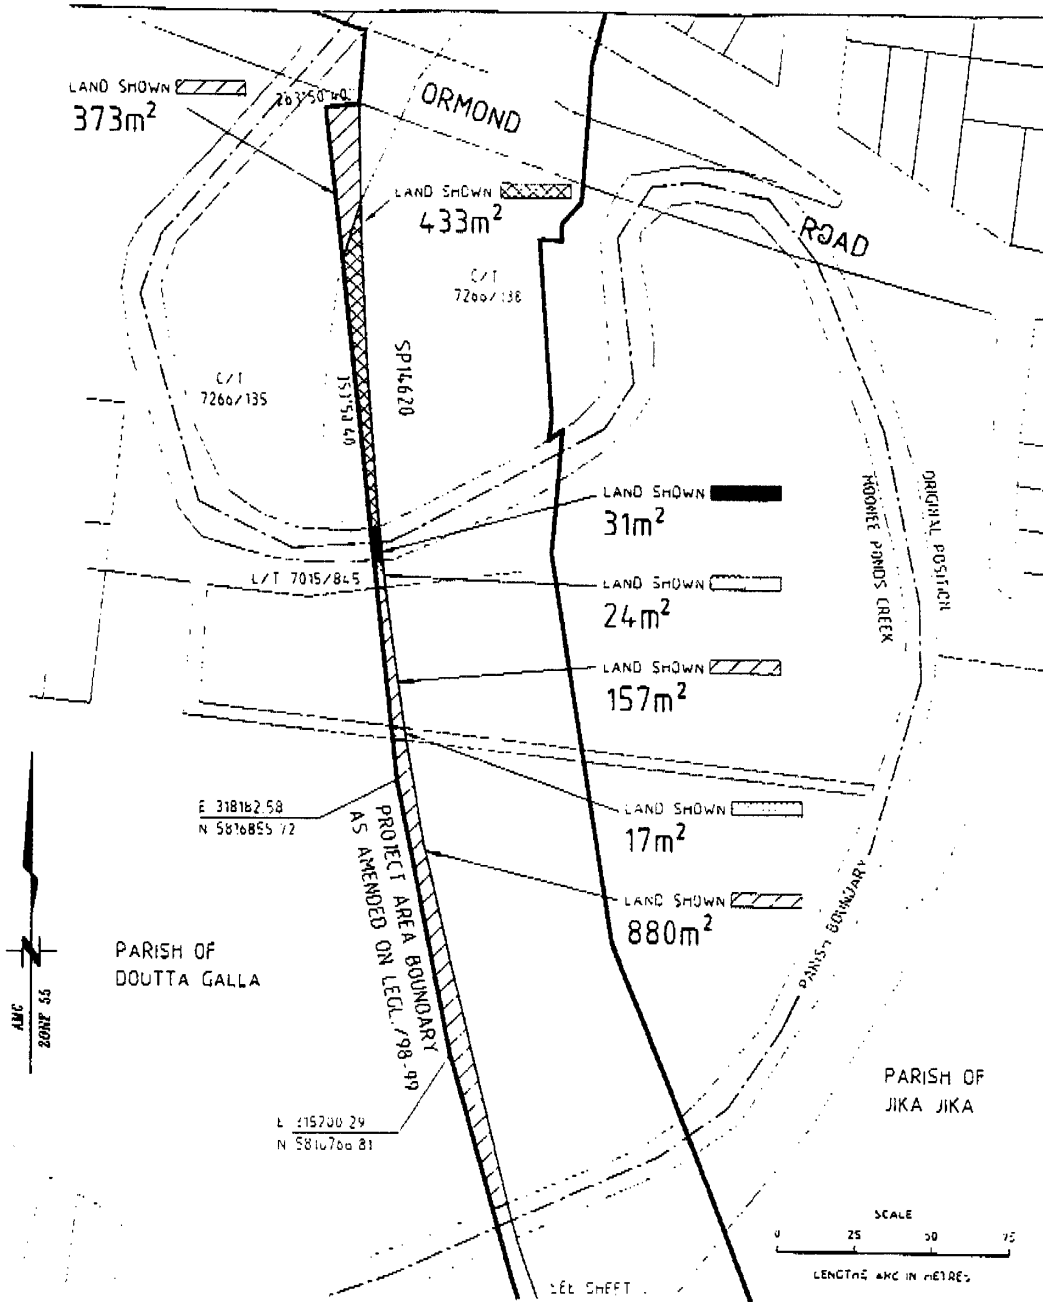 LAND SHOWN
373m²
ORMOND
ROAD
LAND SHOWN
433m²
C/T
7266/138
C/T
7266/135
SP14620
LAND SHOWN
31m²
L/T 7015/845
LAND SHOWN
24m²
LAND SHOWN
157m²
ORIGINAL POSITION
MOONEE PONDS CREEK
E 318182.58
N 5816855.72
LAND SHOWN
17m²
LAND SHOWN
880m²
PROJECT AREA BOUNDARY
AS AMENDED ON LEGL./98-99
PARISH BOUNDARY
PARISH OF
DOUTTA GALLA
ZONE 55
PARISH OF
JIKA JIKA
SCALE
0 25 50 75
LENGTHS ARE IN METRES
SEE SHEET